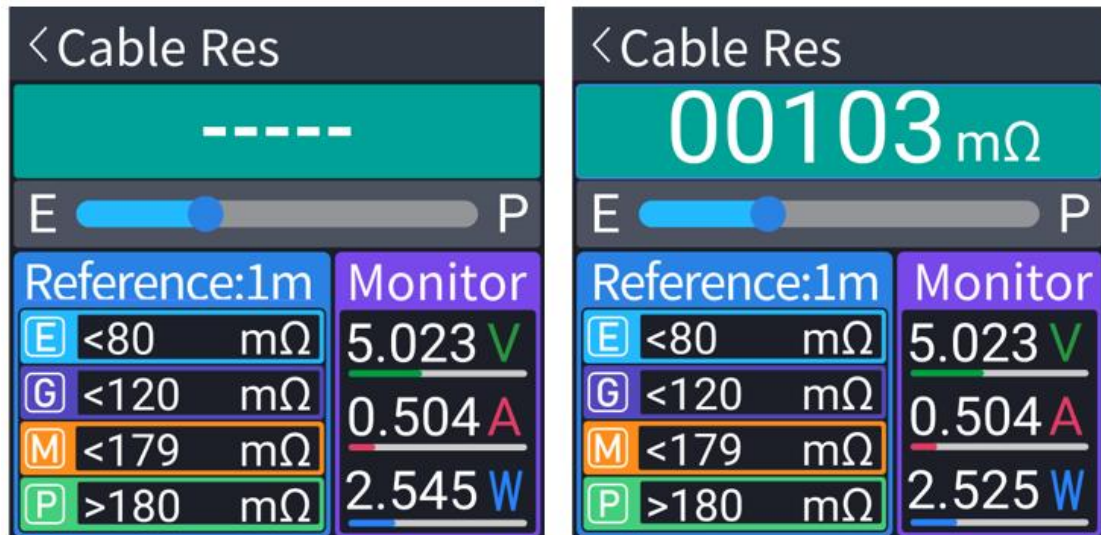 <Cable Res
-----
E P
Reference:1m
E <80 mΩ
G <120 mΩ
M <179 mΩ
P >180 mΩ
Monitor
5.023 V
0.504 A
2.545 W
<Cable Res
00103 mΩ
E P
Reference:1m
E <80 mΩ
G <120 mΩ
M <179 mΩ
P >180 mΩ
Monitor
5.023 V
0.504 A
2.525 W